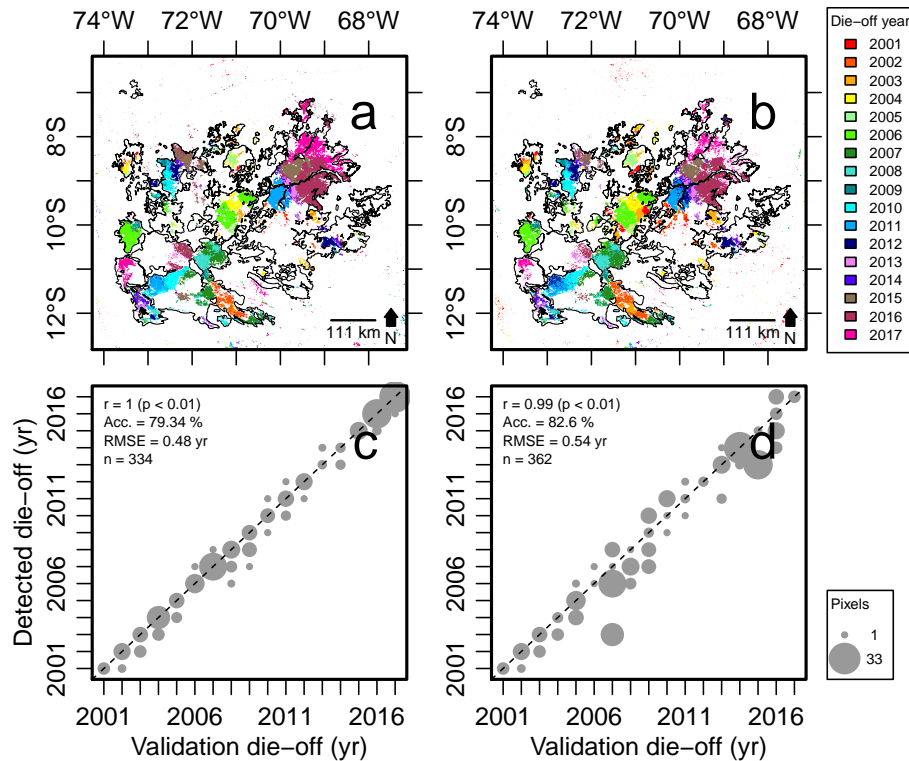 74°W 70°W 68°W 74°W 70°W 68°W
Die−off year
2001
2002
2003
2004
2005
2006
2007
2008
2009
2010
2011
2012
2013
2014
2015
2016
2017
8°S
10°S
12°S
a
111 km
N
8°S
10°S
12°S
b
111 km
N
r = 1 (p < 0.01)
Acc. = 79.34 %
RMSE = 0.48 yr
n = 334
c
r = 0.99 (p < 0.01)
Acc. = 82.6 %
RMSE = 0.54 yr
n = 362
d
Detected die−off (yr)
2016
2011
2006
2001
2016
2011
2006
2001
Pixels
1
33
2001 2006 2011 2016 2001 2006 2011 2016
Validation die−off (yr) Validation die−off (yr)